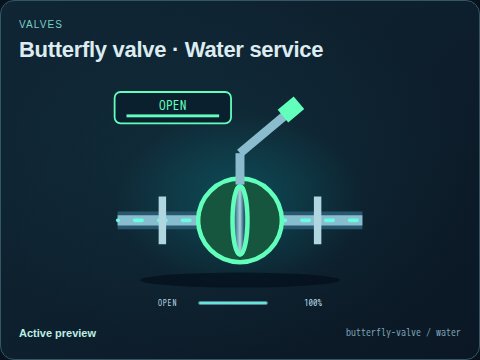 VALVES
Butterfly valve · Water service
OPEN
OPEN 100%
Active preview butterfly-valve / water